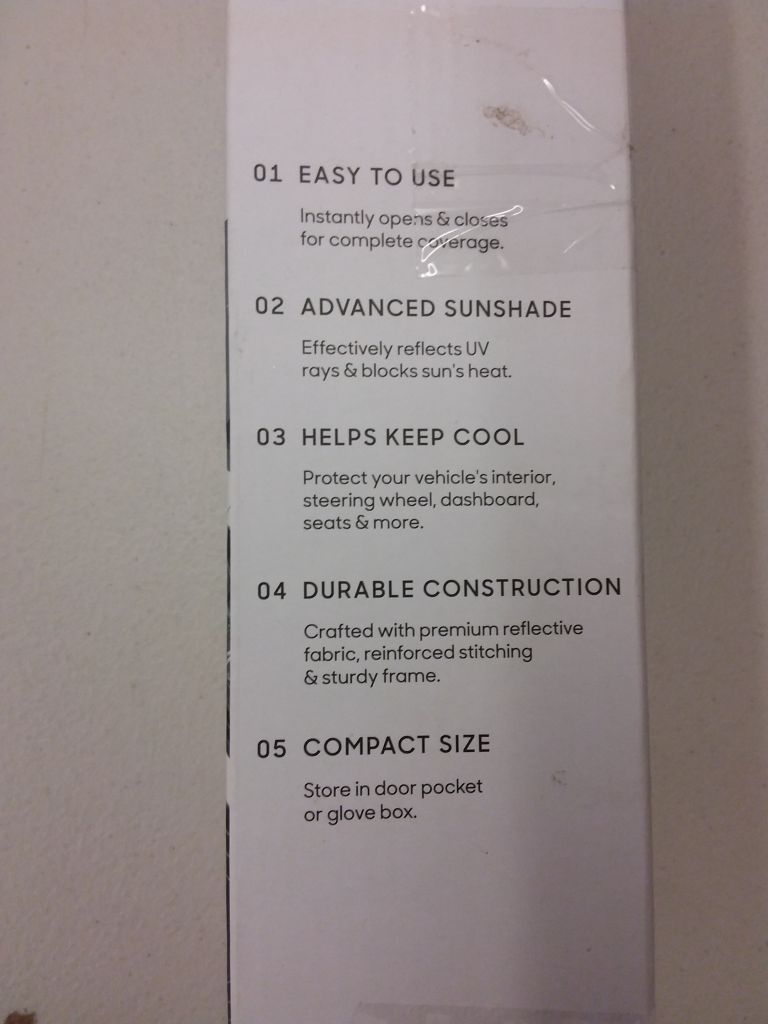 01 EASY TO USE
Instantly opens & closes
for complete coverage.
02 ADVANCED SUNSHADE
Effectively reflects UV
rays & blocks sun's heat.
03 HELPS KEEP COOL
Protect your vehicle's interior,
steering wheel, dashboard,
seats & more.
04 DURABLE CONSTRUCTION
Crafted with premium reflective
fabric, reinforced stitching
& sturdy frame.
05 COMPACT SIZE
Store in door pocket
or glove box.